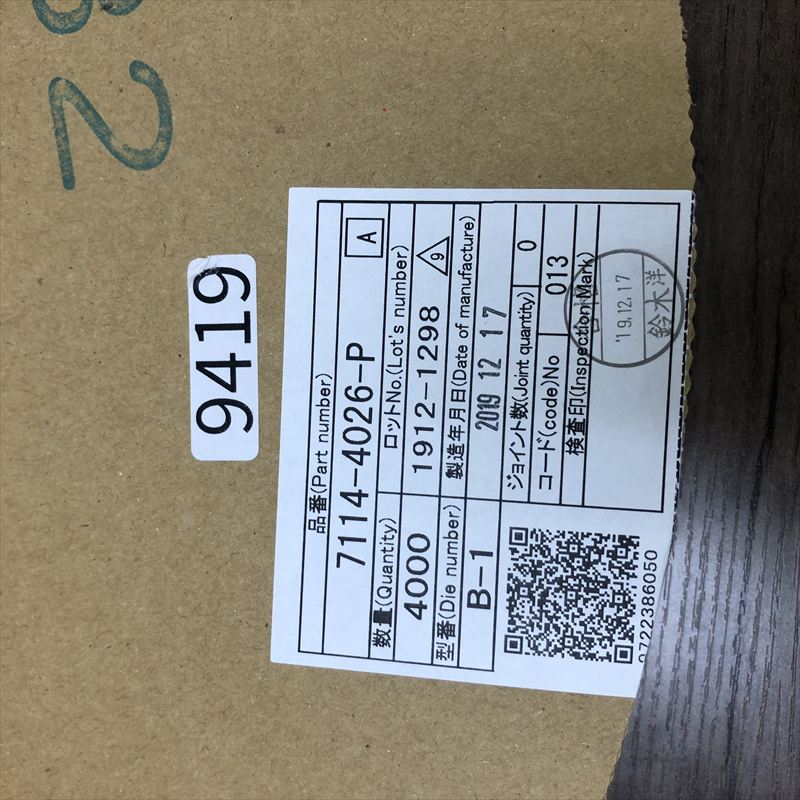 82
9419
品番(Part number)
7114-4026-P
A
数量(Quantity)
ロットNo.(Lot's number)
4000
1912-1298
9
型番(Die number)
製造年月日(Date of manufacture)
B-1
2019 12 17
ジョイント数(Joint quantity)
0
コード(code)No
013
検査印(Inspection Mark)
'19.12.17
鈴木洋
0722386050